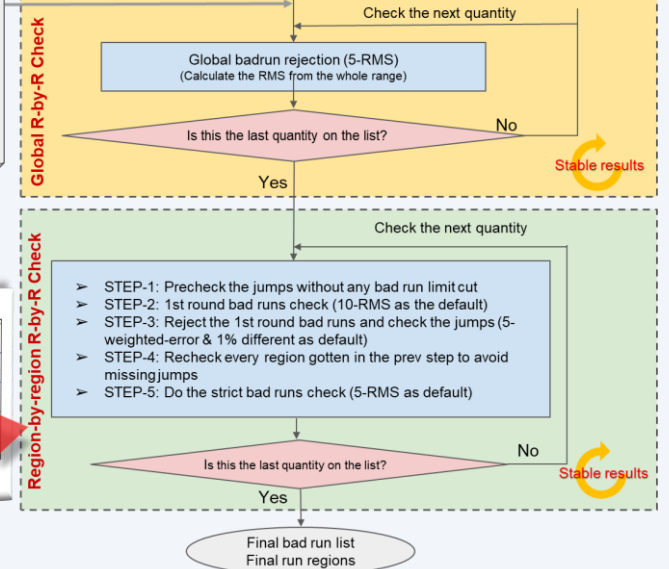 Check the next quantity
Global R-by-R Check
Global badrun rejection (5-RMS)
(Calculate the RMS from the whole range)
Is this the last quantity on the list?
No
Stable results
Yes
Check the next quantity
Region-by-region R-by-R Check
➢ STEP-1: Precheck the jumps without any bad run limit cut
➢ STEP-2: 1st round bad runs check (10-RMS as the default)
➢ STEP-3: Reject the 1st round bad runs and check the jumps (5-
weighted-error & 1% different as default)
➢ STEP-4: Recheck every region gotten in the prev step to avoid
missing jumps
➢ STEP-5: Do the strict bad runs check (5-RMS as default)
Is this the last quantity on the list?
No
Stable results
Yes
Final bad run list
Final run regions